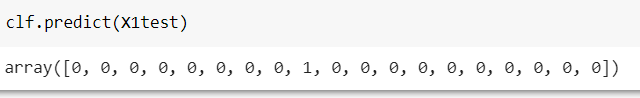 clf.predict(X1test)
array([0, 0, 0, 0, 0, 0, 0, 0, 1, 0, 0, 0, 0, 0, 0, 0, 0, 0, 0])